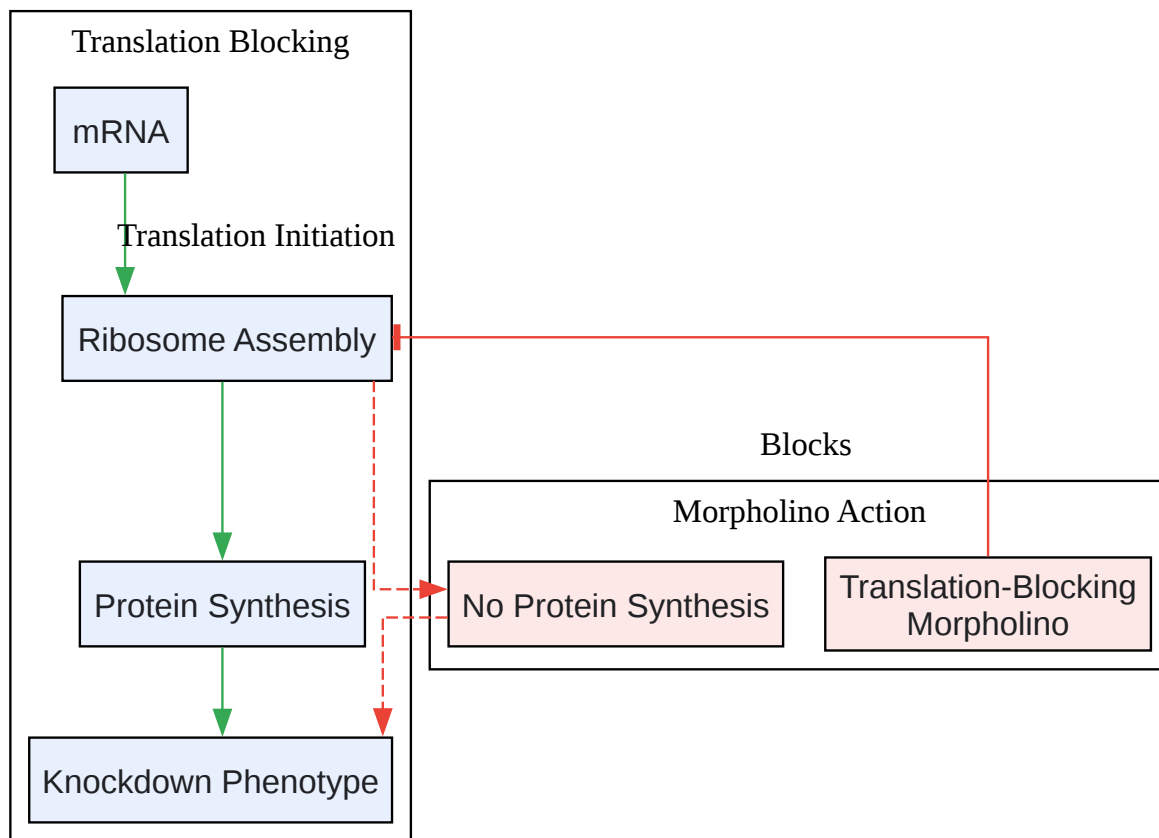 Translation Blocking
mRNA
Translation Initiation
Ribosome Assembly
Blocks
Morpholino Action
Protein Synthesis
No Protein Synthesis
Translation-Blocking
Morpholino
Knockdown Phenotype